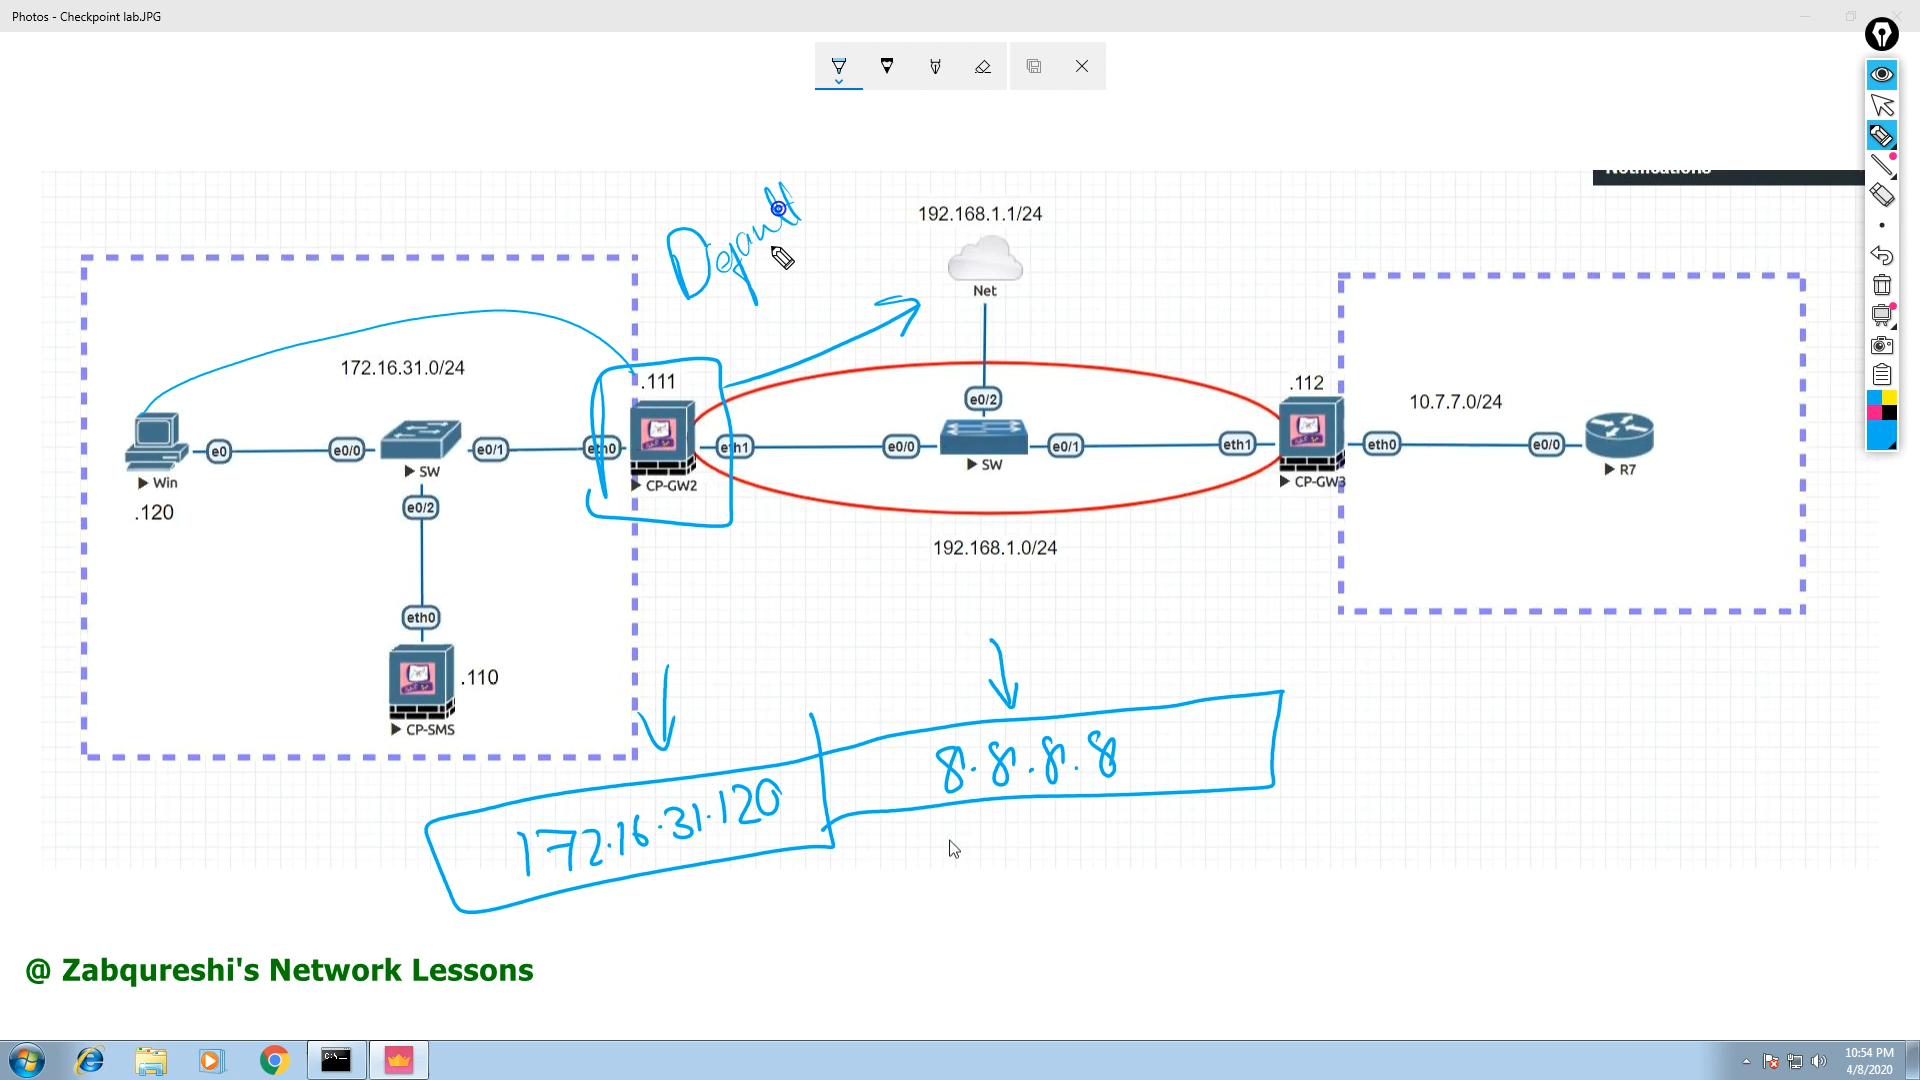 Photos - Checkpoint lab.JPG
Notifications
Default
192.168.1.1/24
Net
172.16.31.0/24
.111
.112
10.7.7.0/24
e0/2
e0
e0/0
e0/1
eth0
eth1
e0/0
e0/1
eth1
eth0
e0/0
Win
SW
CP-GW2
SW
CP-GW3
R7
.120
e0/2
192.168.1.0/24
eth0
.110
CP-SMS
8.8.8.8
172.16.31.120
@ Zabqureshi's Network Lessons
C:\_
10:54 PM
4/8/2020